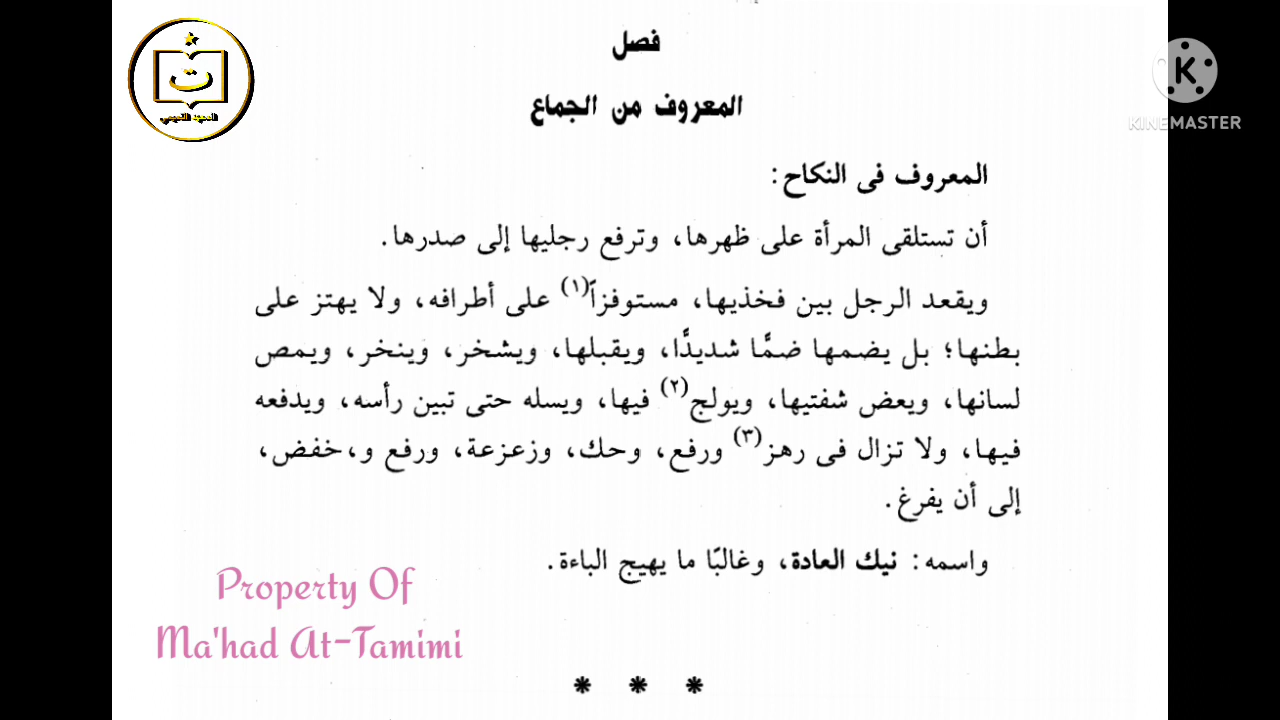 فصل
المعروف من الجماع
المعروف فى النكاح:
أن تستلقى المرأة على ظهرها، وترفع رجليها إلى صدرها.
ويقعد الرجل بين فخذيها، مستوفزاً(١) على أطرافه، ولا يهتز على
بطنها؛ بل يضمها ضمًّا شديدًا، ويقبلها، ويشخر، وينخر، ويمص
لسانها، ويعض شفتيها، ويولج(٢) فيها، ويسله حتى تبين رأسه، ويدفعه
فيها، ولا تزال فى رهز(٣) ورفع، وحك، وزعزعة، ورفع و،خفض،
إلى أن يفرغ.
واسمه: نيك العادة، وغالبًا ما يهيج الباءة.
* * *
ت
المعهد التميمي
K
KINEMASTER
Property Of
Ma'had At-Tamimi